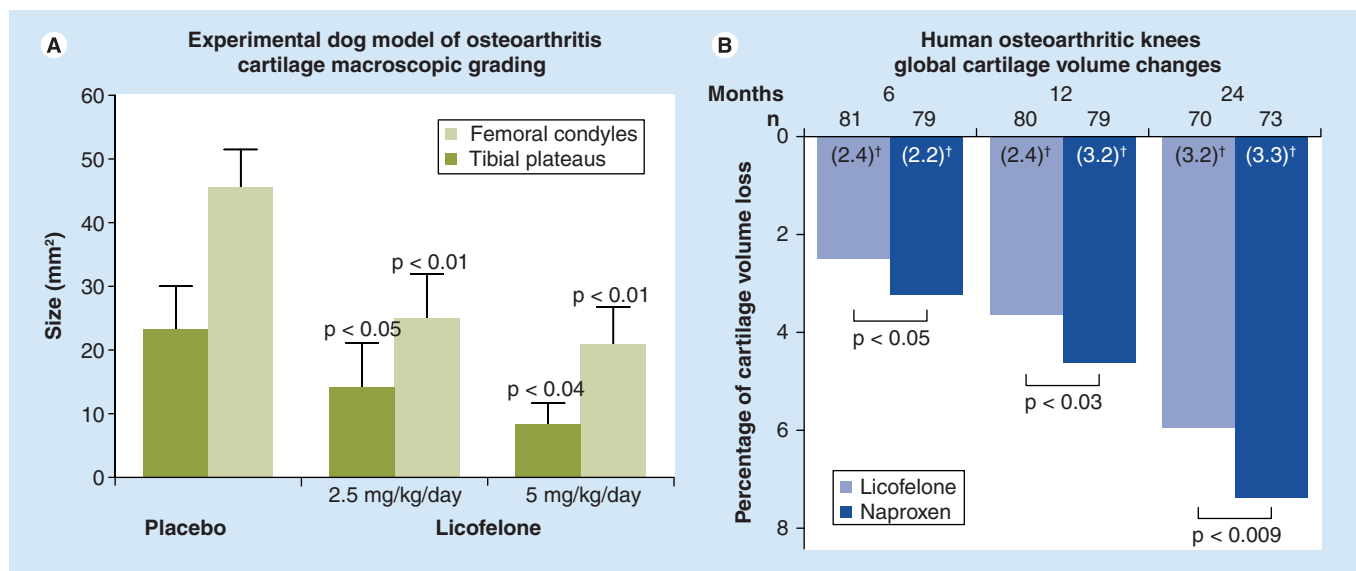 A
Experimental dog model of osteoarthritis
cartilage macroscopic grading
Size (mm²)
60
50
40
30
20
10
0
Femoral condyles
Tibial plateaus
p < 0.05
p < 0.01
p < 0.04
p < 0.01
2.5 mg/kg/day
5 mg/kg/day
Placebo
Licofelone
B
Human osteoarthritic knees
global cartilage volume changes
Months 6 12 24
n 81 79 80 79 70 73
Percentage of cartilage volume loss
0
2
4
6
8
(2.4)† (2.2)† (2.4)† (3.2)† (3.2)† (3.3)†
p < 0.05
p < 0.03
p < 0.009
Licofelone
Naproxen